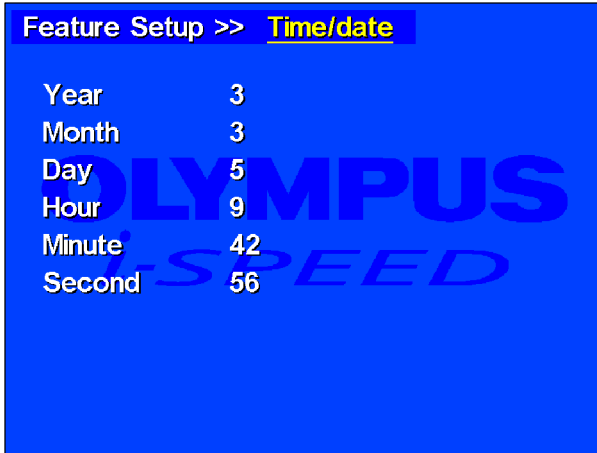 Feature Setup >> Time/date
Year 3
Month 3
Day 5
Hour 9
Minute 42
Second 56
OLYMPUS
i-SPEED